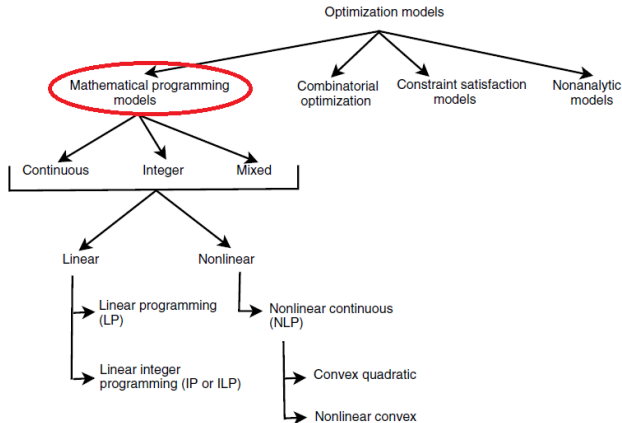 Optimization models
Mathematical programming
models
Combinatorial
optimization
Constraint satisfaction
models
Nonanalytic
models
Continuous
Integer
Mixed
Linear
Nonlinear
Linear programming
(LP)
Nonlinear continuous
(NLP)
Linear integer
programming (IP or ILP)
Convex quadratic
Nonlinear convex